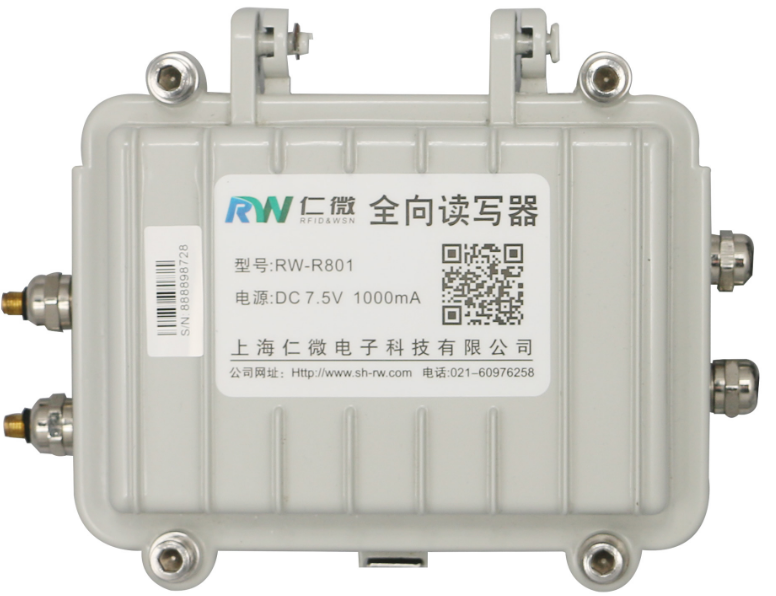 RW 仁微 全向读写器
RFID&WSN
型号:RW-R801
电源:DC 7.5V 1000mA
上海仁微电子科技有限公司
公司网址：Http://www.sh-rw.com 电话:021-60976258
S/N 888898728